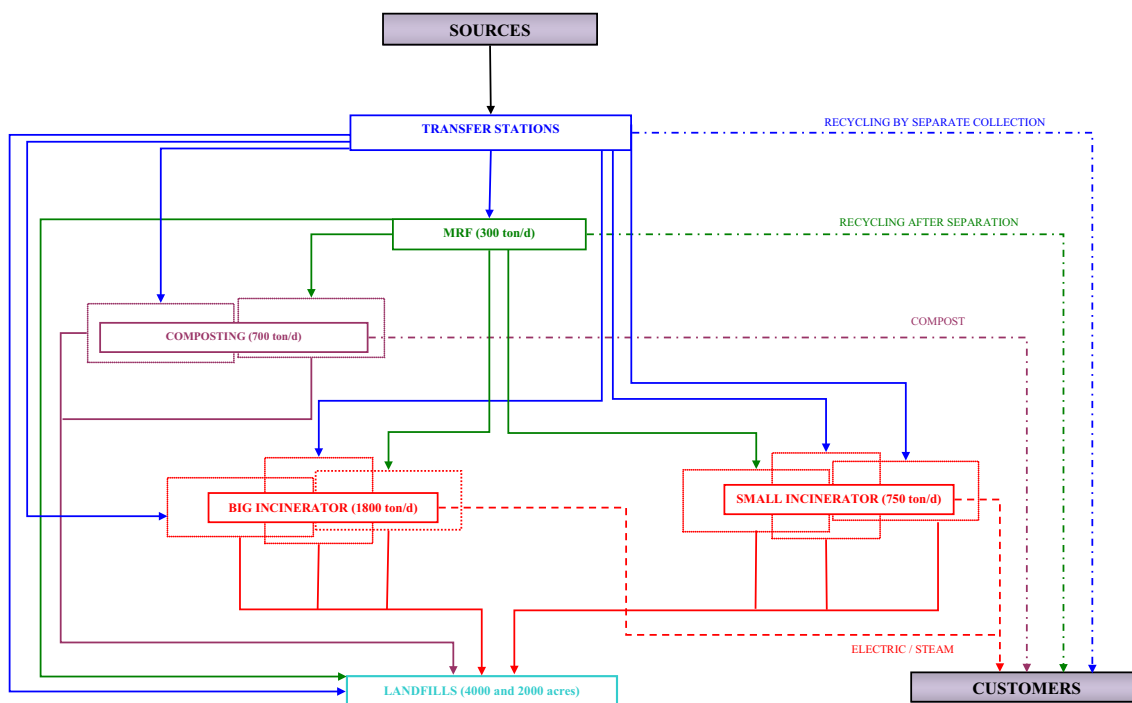 SOURCES
TRANSFER STATIONS
RECYCLING BY SEPARATE COLLECTION
MRF (300 ton/d)
RECYCLING AFTER SEPARATION
COMPOSTING (700 ton/d)
COMPOST
BIG INCINERATOR (1800 ton/d)
SMALL INCINERATOR (750 ton/d)
ELECTRIC / STEAM
LANDFILLS (4000 and 2000 acres)
CUSTOMERS